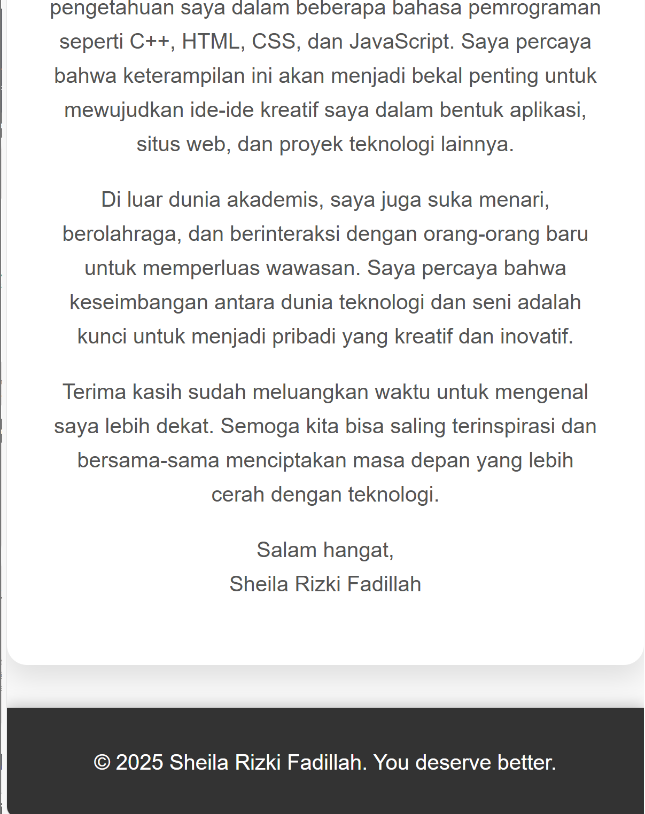 pengetahuan saya dalam beberapa bahasa pemrograman
seperti C++, HTML, CSS, dan JavaScript. Saya percaya
bahwa keterampilan ini akan menjadi bekal penting untuk
mewujudkan ide-ide kreatif saya dalam bentuk aplikasi,
situs web, dan proyek teknologi lainnya.
Di luar dunia akademis, saya juga suka menari,
berolahraga, dan berinteraksi dengan orang-orang baru
untuk memperluas wawasan. Saya percaya bahwa
keseimbangan antara dunia teknologi dan seni adalah
kunci untuk menjadi pribadi yang kreatif dan inovatif.
Terima kasih sudah meluangkan waktu untuk mengenal
saya lebih dekat. Semoga kita bisa saling terinspirasi dan
bersama-sama menciptakan masa depan yang lebih
cerah dengan teknologi.
Salam hangat,
Sheila Rizki Fadillah
© 2025 Sheila Rizki Fadillah. You deserve better.